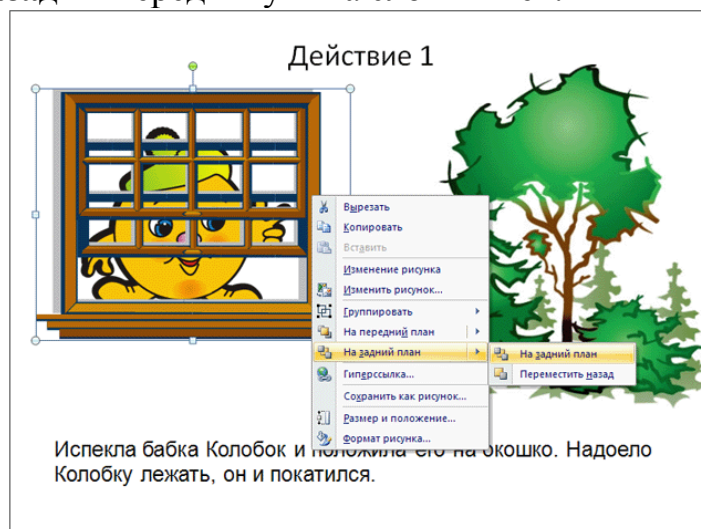 Действие 1
Вырезать
Копировать
Вставить
Изменение рисунка
Изменить рисунок...
Группировать
На передний план
На задний план
На задний план
Гиперссылка...
Переместить назад
Сохранить как рисунок...
Размер и положение...
Формат рисунка...
Испекла бабка Колобок и положила его на окошко. Надоело
Колобку лежать, он и покатился.